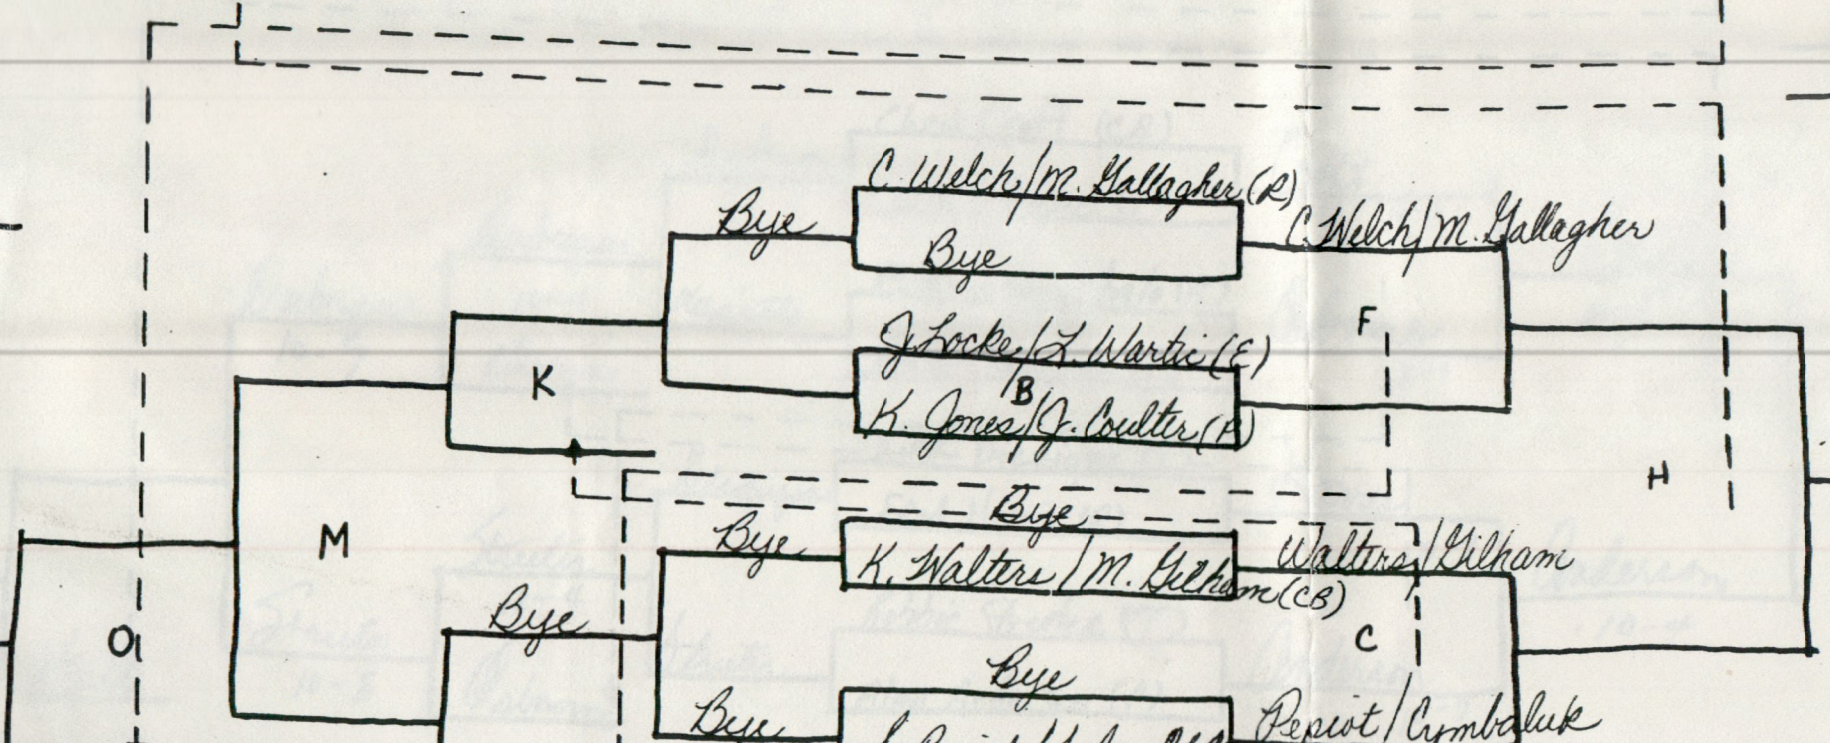 C. Welch/M. Gallagher (R)
Bye
C. Welch/M. Gallagher
Bye
F
J. Locke/L. Wartic (E)
K
B
K. Jones/J. Coulter (R)
H
Bye
Bye
K. Walters/M. Gilham (CB)
Walters/Gilham
M
Bye
O
C
Bye
Bye
Pepiot/Cymbaluk